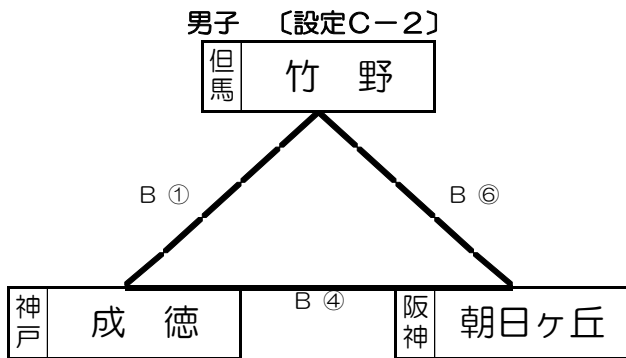 男子　〔設定C－2〕
但馬　竹　野
B ①
B ⑥
B ④
神戸　成　徳
阪神　朝日ヶ丘